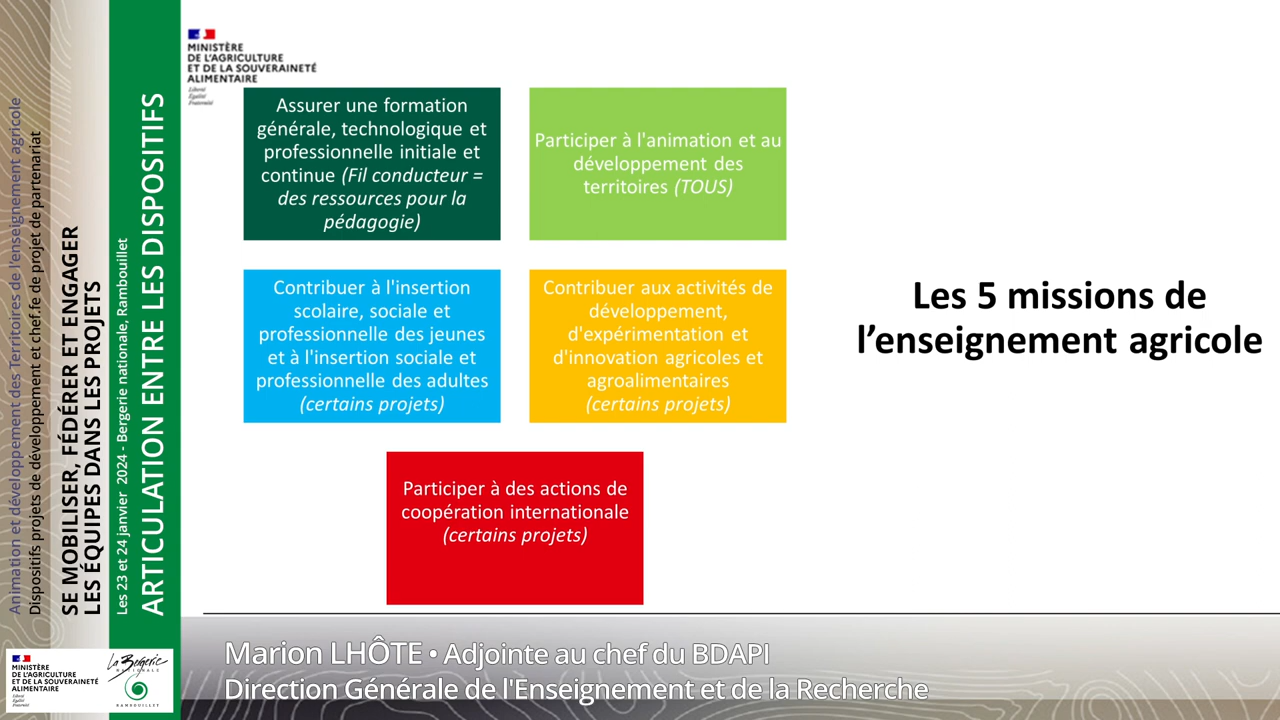 Animation et développement des Territoires de l'enseignement agricole
Dispositifs projets de développement et chef.fe de projet de partenariat
SE MOBILISER, FÉDÉRER ET ENGAGER
LES ÉQUIPES DANS LES PROJETS
Les 23 et 24 janvier 2024 - Bergerie nationale, Rambouillet
ARTICULATION ENTRE LES DISPOSITIFS
MINISTÈRE
DE L'AGRICULTURE
ET DE LA SOUVERAINETÉ
ALIMENTAIRE
Liberté
Égalité
Fraternité
Assurer une formation
générale, technologique et
professionnelle initiale et
continue (Fil conducteur =
des ressources pour la
pédagogie)
Participer à l'animation et au
développement des
territoires (TOUS)
Contribuer à l'insertion
scolaire, sociale et
professionnelle des jeunes
et à l'insertion sociale et
professionnelle des adultes
(certains projets)
Contribuer aux activités de
développement,
d'expérimentation et
d'innovation agricoles et
agroalimentaires
(certains projets)
Participer à des actions de
coopération internationale
(certains projets)
Les 5 missions de
l’enseignement agricole
Marion LHÔTE • Adjointe au chef du BDAPI
Direction Générale de l'Enseignement et de la Recherche
MINISTÈRE
DE L'AGRICULTURE
ET DE LA SOUVERAINETÉ
ALIMENTAIRE
Liberté
Égalité
Fraternité
La Bergerie
NATIONALE
RAMBOUILLET